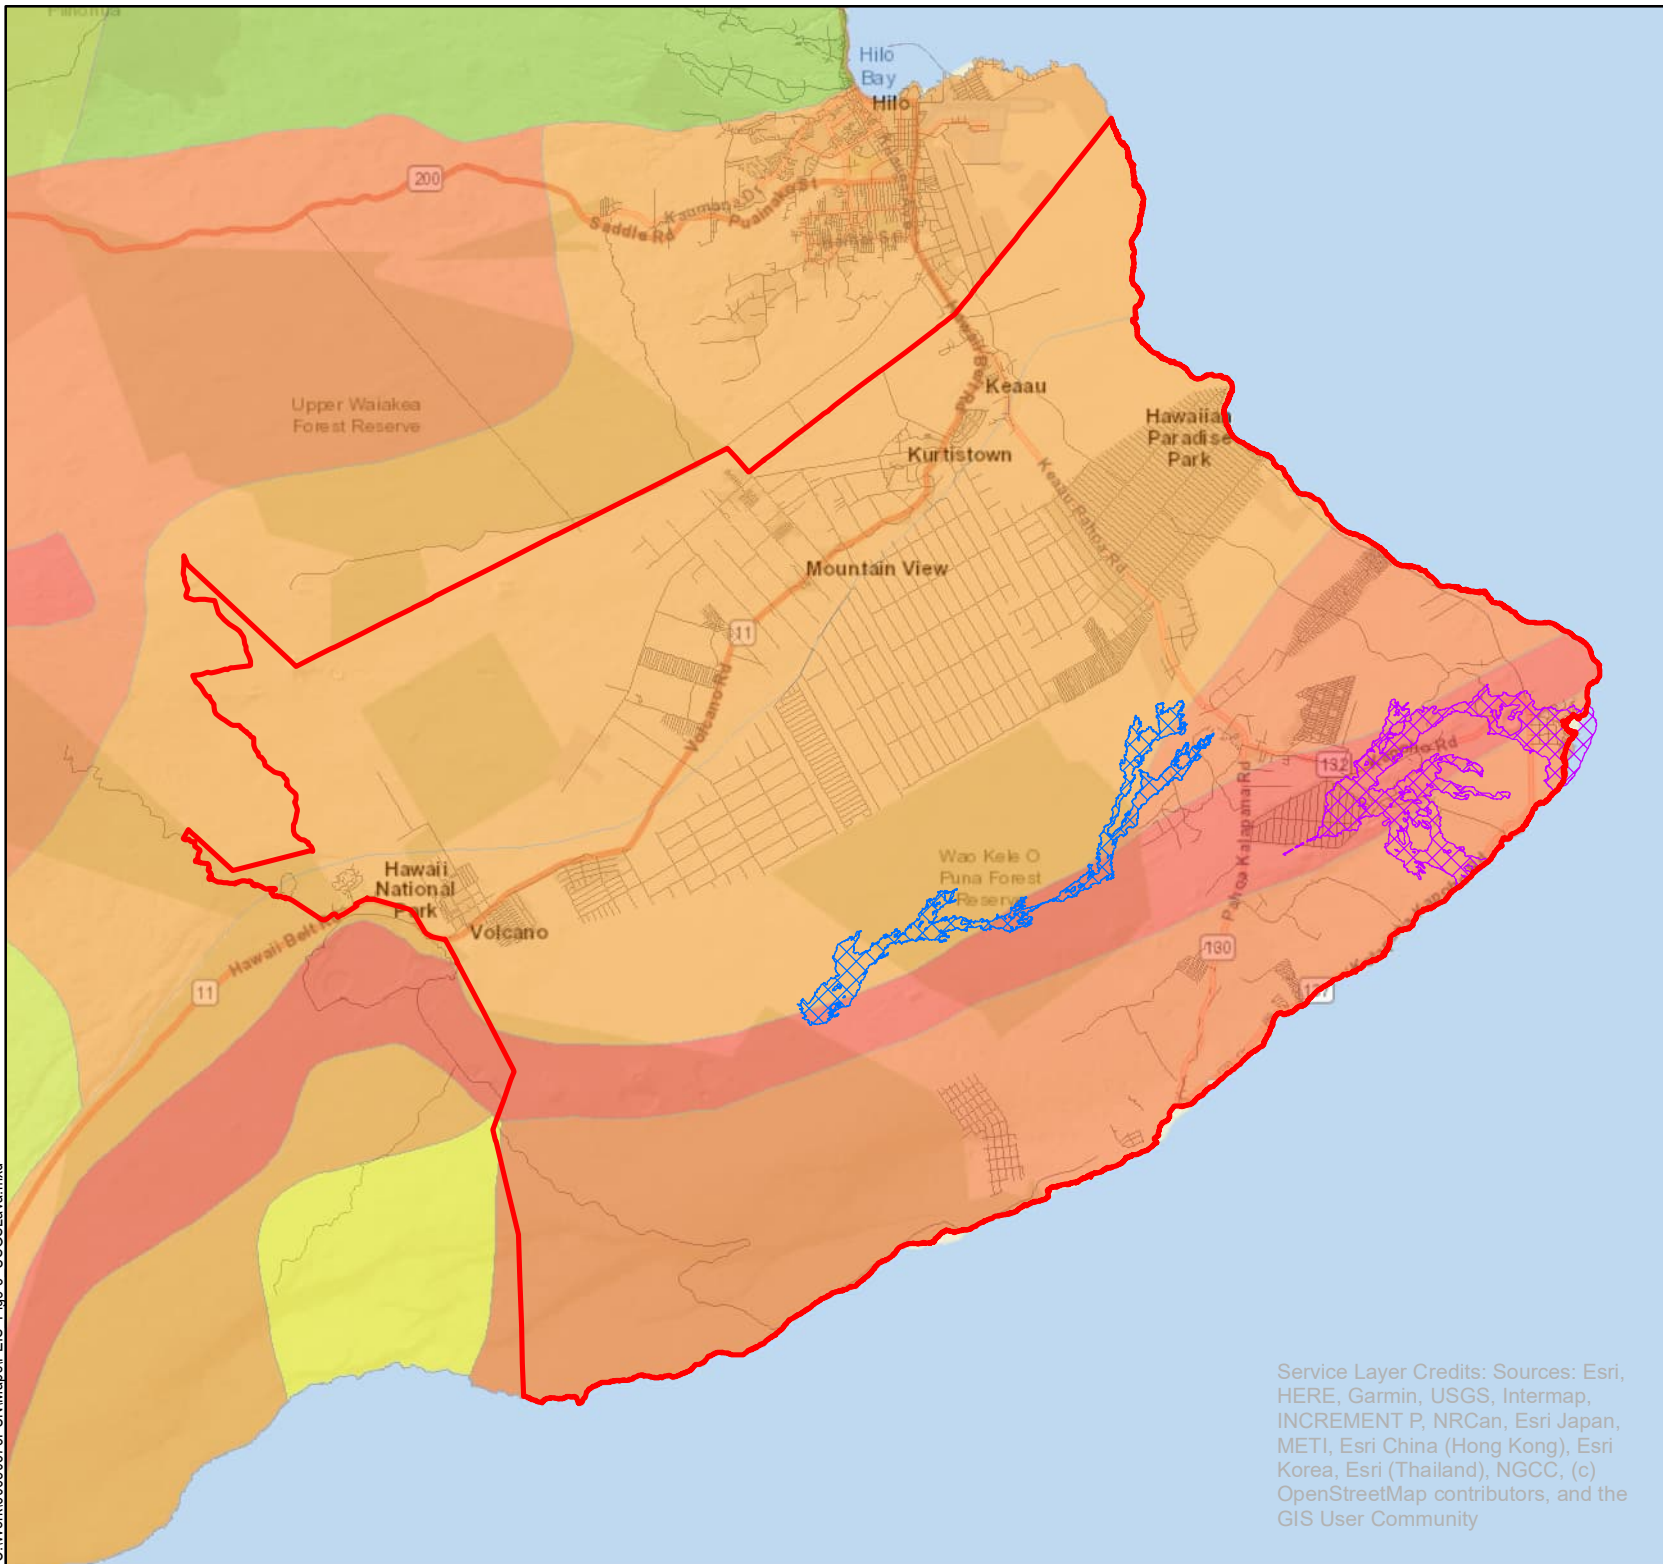 Hilo
Bay
Hilo
200
Kaumana Dr
Puainako St
Saddle Rd
Hawaii Belt Rd
Keaau
Upper Waiakea
Forest Reserve
Hawaiian
Paradise
Park
Kurtistown
Keaau-Pahoa Rd
Mountain View
11
Volcano Rd
132
Pahoa Kalapana Rd
Wao Kele O
Puna Forest
Reserve
Hawaii
National
Park
Volcano
Hawaii Belt Rd
11
130
137
Service Layer Credits: Sources: Esri,
HERE, Garmin, USGS, Intermap,
INCREMENT P, NRCan, Esri Japan,
METI, Esri China (Hong Kong), Esri
Korea, Esri (Thailand), NGCC, (c)
OpenStreetMap contributors, and the
GIS User Community